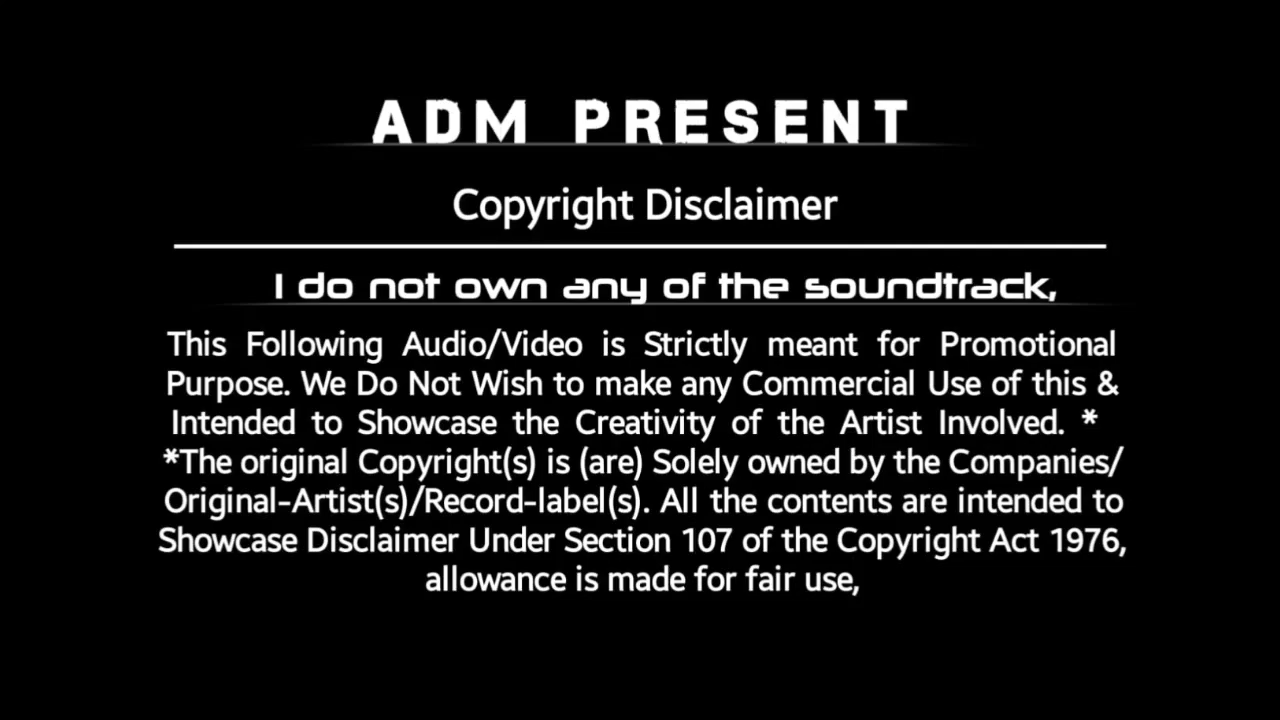 ADM PRESENT
Copyright Disclaimer
I do not own any of the soundtrack,
This Following Audio/Video is Strictly meant for Promotional
Purpose. We Do Not Wish to make any Commercial Use of this &
Intended to Showcase the Creativity of the Artist Involved. *
*The original Copyright(s) is (are) Solely owned by the Companies/
Original-Artist(s)/Record-label(s). All the contents are intended to
Showcase Disclaimer Under Section 107 of the Copyright Act 1976,
allowance is made for fair use,